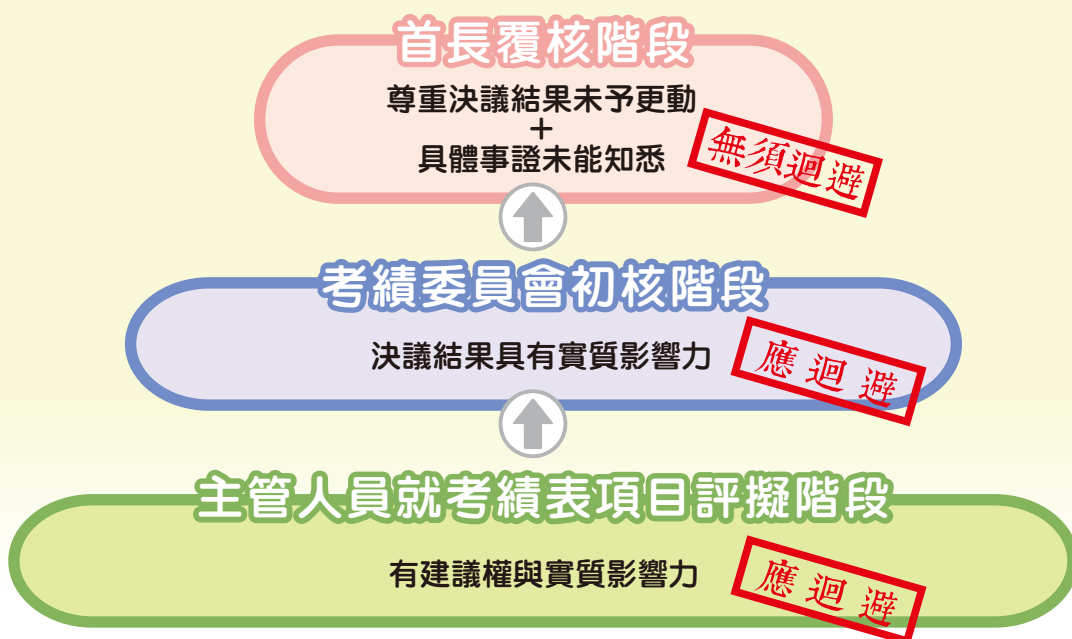 首長覆核階段
尊重決議結果未予更動
+
具體事證未能知悉
無須迴避
考績委員會初核階段
決議結果具有實質影響力
應迴避
主管人員就考績表項目評擬階段
有建議權與實質影響力
應迴避